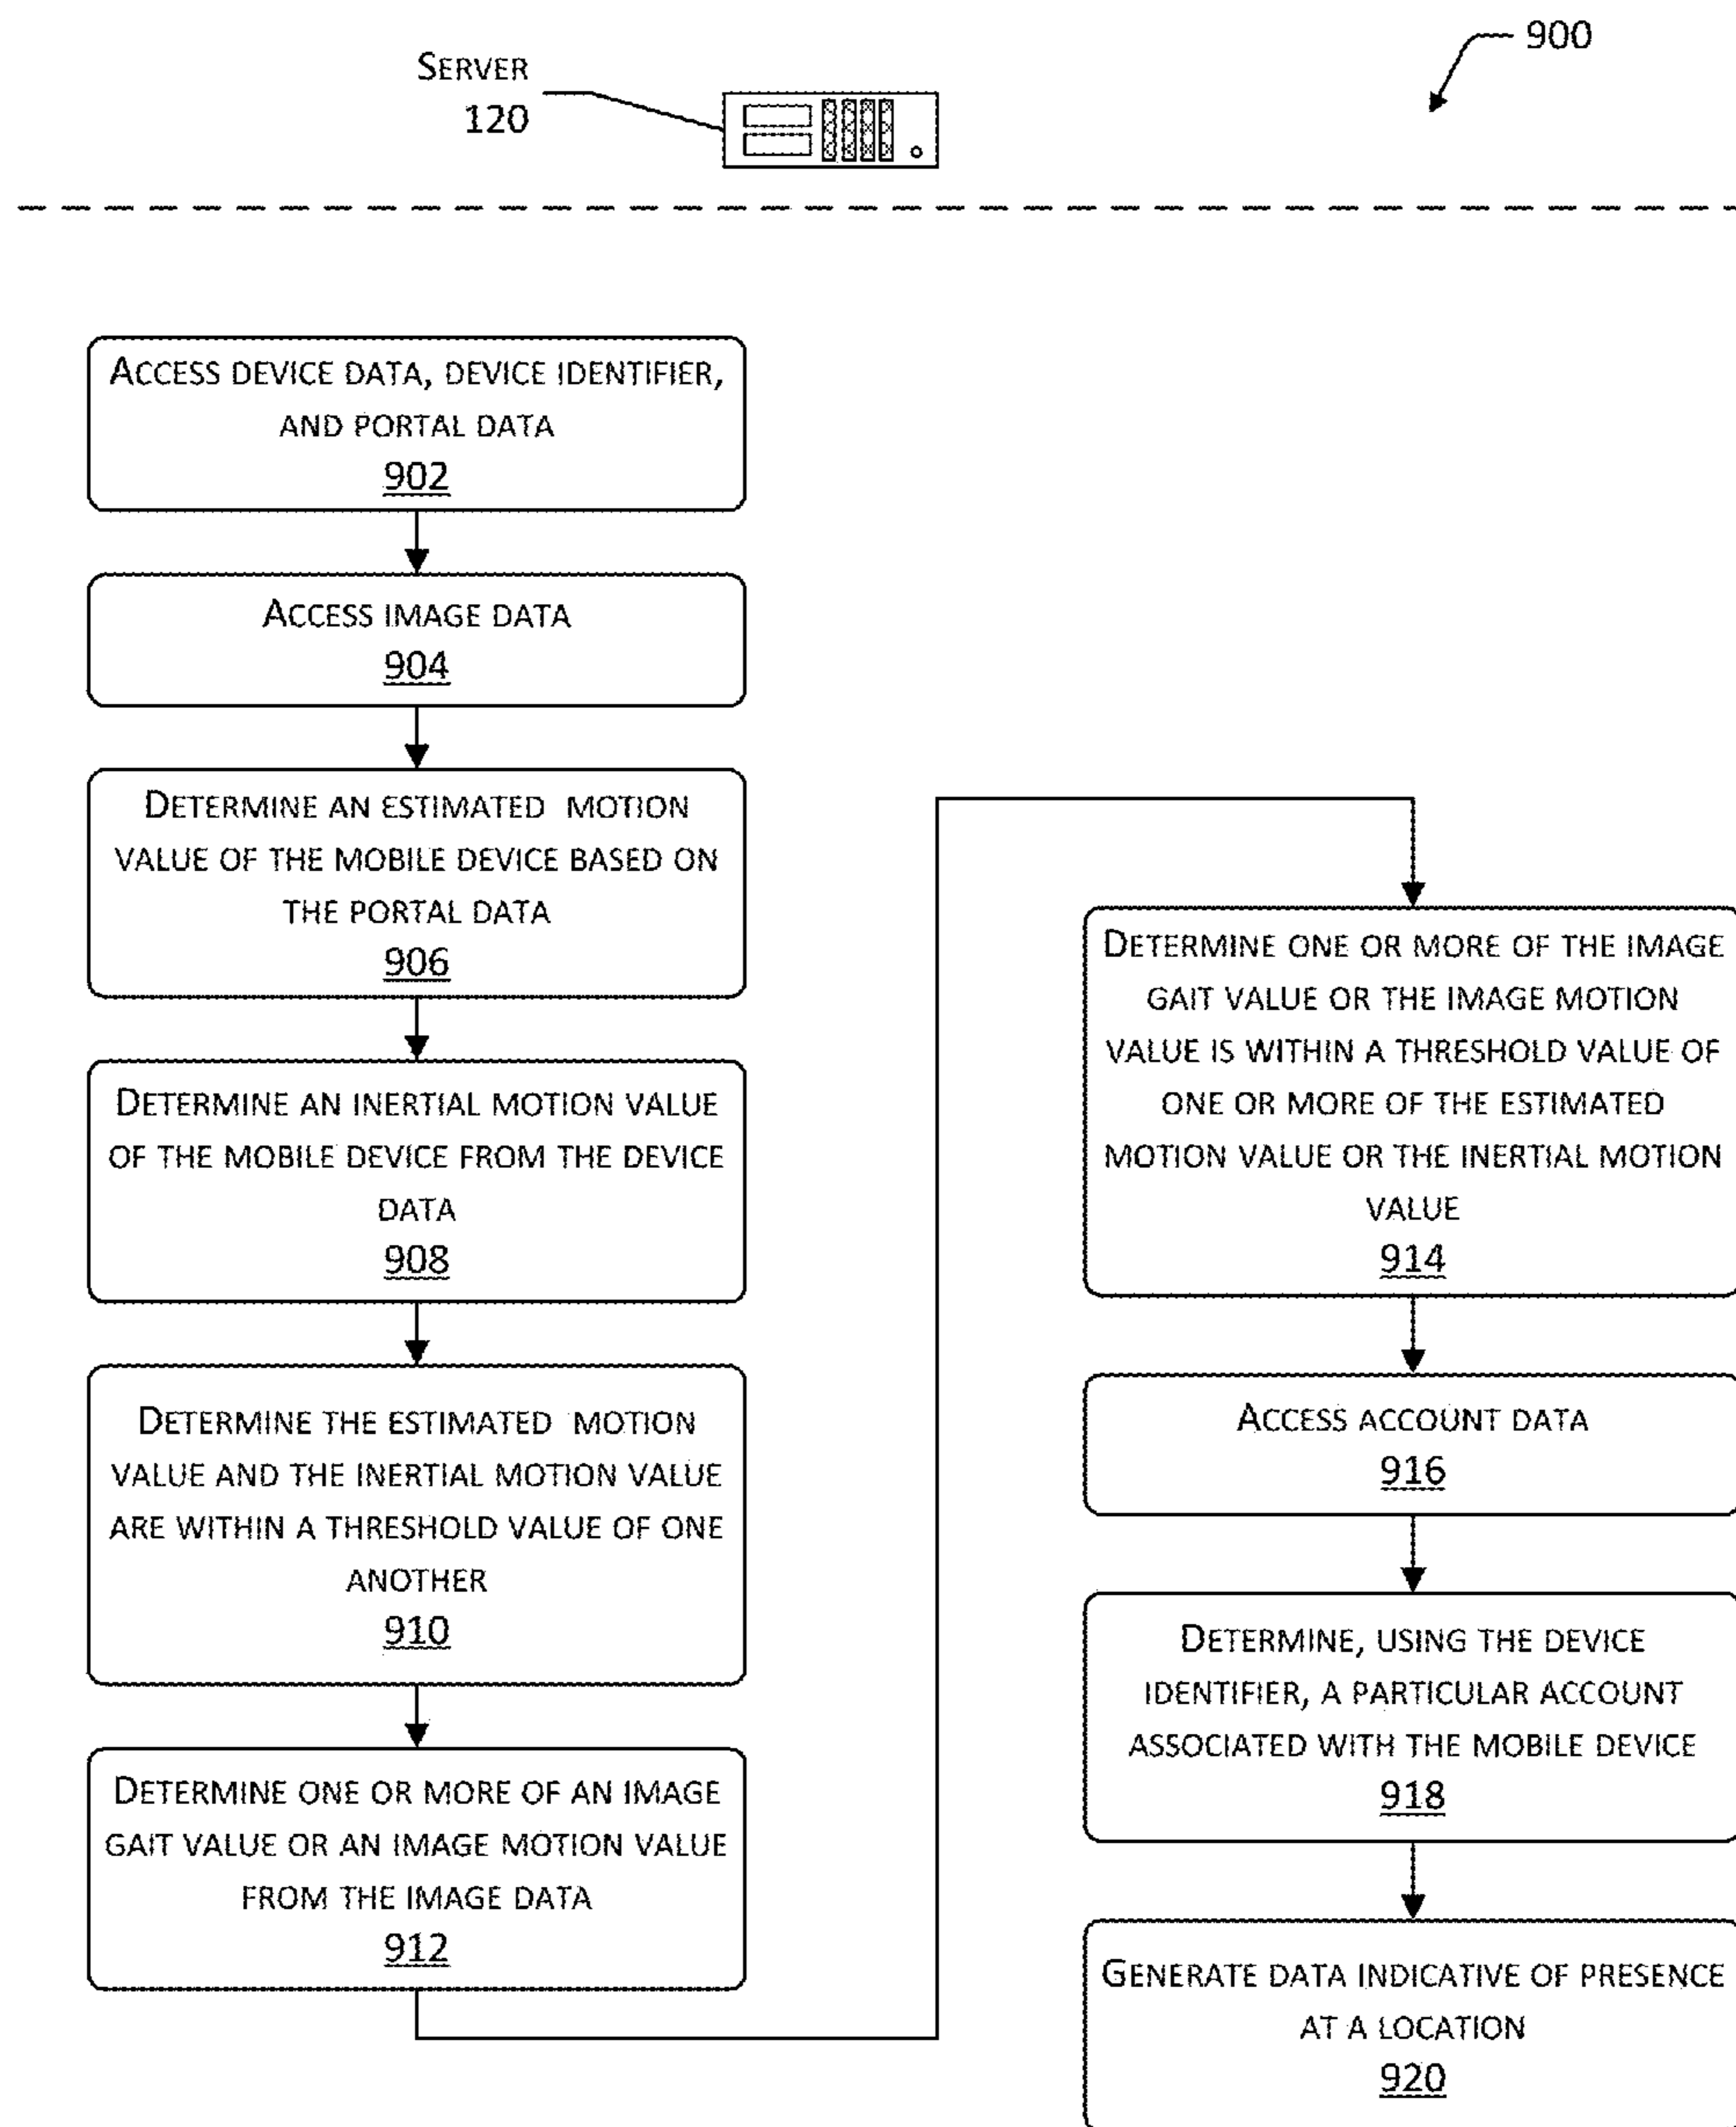 SERVER
120
900
ACCESS DEVICE DATA, DEVICE IDENTIFIER,
AND PORTAL DATA
902
ACCESS IMAGE DATA
904
DETERMINE AN ESTIMATED MOTION
VALUE OF THE MOBILE DEVICE BASED ON
THE PORTAL DATA
906
DETERMINE AN INERTIAL MOTION VALUE
OF THE MOBILE DEVICE FROM THE DEVICE
DATA
908
DETERMINE THE ESTIMATED MOTION
VALUE AND THE INERTIAL MOTION VALUE
ARE WITHIN A THRESHOLD VALUE OF ONE
ANOTHER
910
DETERMINE ONE OR MORE OF AN IMAGE
GAIT VALUE OR AN IMAGE MOTION VALUE
FROM THE IMAGE DATA
912
DETERMINE ONE OR MORE OF THE IMAGE
GAIT VALUE OR THE IMAGE MOTION
VALUE IS WITHIN A THRESHOLD VALUE OF
ONE OR MORE OF THE ESTIMATED
MOTION VALUE OR THE INERTIAL MOTION
VALUE
914
ACCESS ACCOUNT DATA
916
DETERMINE, USING THE DEVICE
IDENTIFIER, A PARTICULAR ACCOUNT
ASSOCIATED WITH THE MOBILE DEVICE
918
GENERATE DATA INDICATIVE OF PRESENCE
AT A LOCATION
920